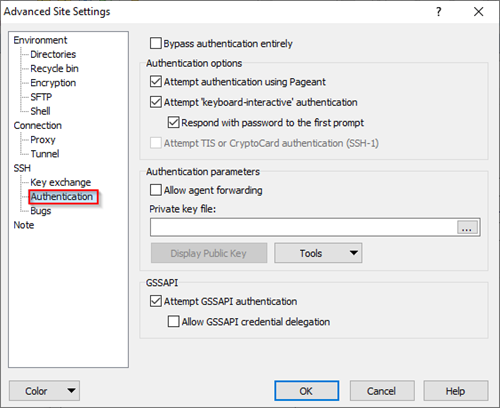 Advanced Site Settings
?
Environment
Directories
Recycle bin
Encryption
SFTP
Shell
Connection
Proxy
Tunnel
SSH
Key exchange
Authentication
Bugs
Note
Bypass authentication entirely
Authentication options
Attempt authentication using Pageant
Attempt 'keyboard-interactive' authentication
Respond with password to the first prompt
Attempt TIS or CryptoCard authentication (SSH-1)
Authentication parameters
Allow agent forwarding
Private key file:
...
Display Public Key
Tools
GSSAPI
Attempt GSSAPI authentication
Allow GSSAPI credential delegation
Color
OK
Cancel
Help